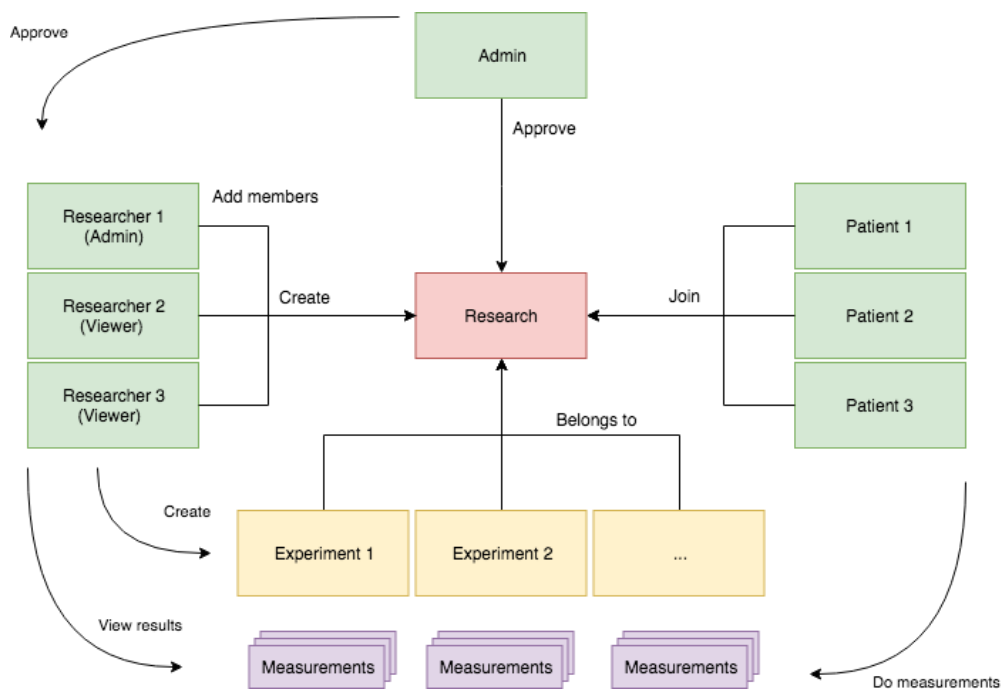 Approve
Admin
Approve
Add members
Researcher 1
(Admin)
Patient 1
Researcher 2
(Viewer)
Create
Research
Join
Patient 2
Researcher 3
(Viewer)
Patient 3
Belongs to
Create
Experiment 1
Experiment 2
...
View results
Measurements
Measurements
Measurements
Do measurements